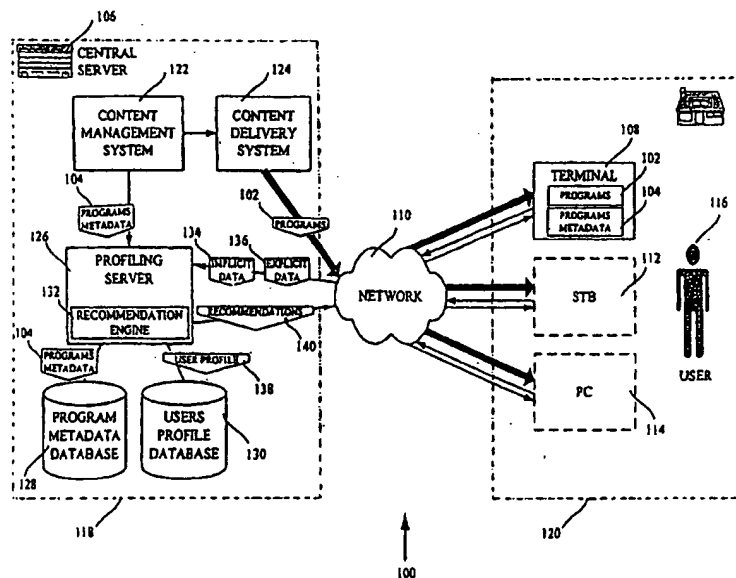 106
CENTRAL
SERVER
122
124
CONTENT
MANAGEMENT
SYSTEM
CONTENT
DELIVERY
SYSTEM
104
PROGRAMS
METADATA
102
PROGRAMS
126
134
136
IMPLICIT
DATA
EXPLICIT
DATA
PROFILING
SERVER
132
RECOMMENDATION
ENGINE
RECOMMENDATIONS
140
104
PROGRAMS
METADATA
USER PROFILE
138
PROGRAM
METADATA
DATABASE
128
USERS
PROFILE
DATABASE
130
118
110
NETWORK
100
108
102
TERMINAL
PROGRAMS
104
PROGRAMS
METADATA
116
112
STB
USER
PC
114
120